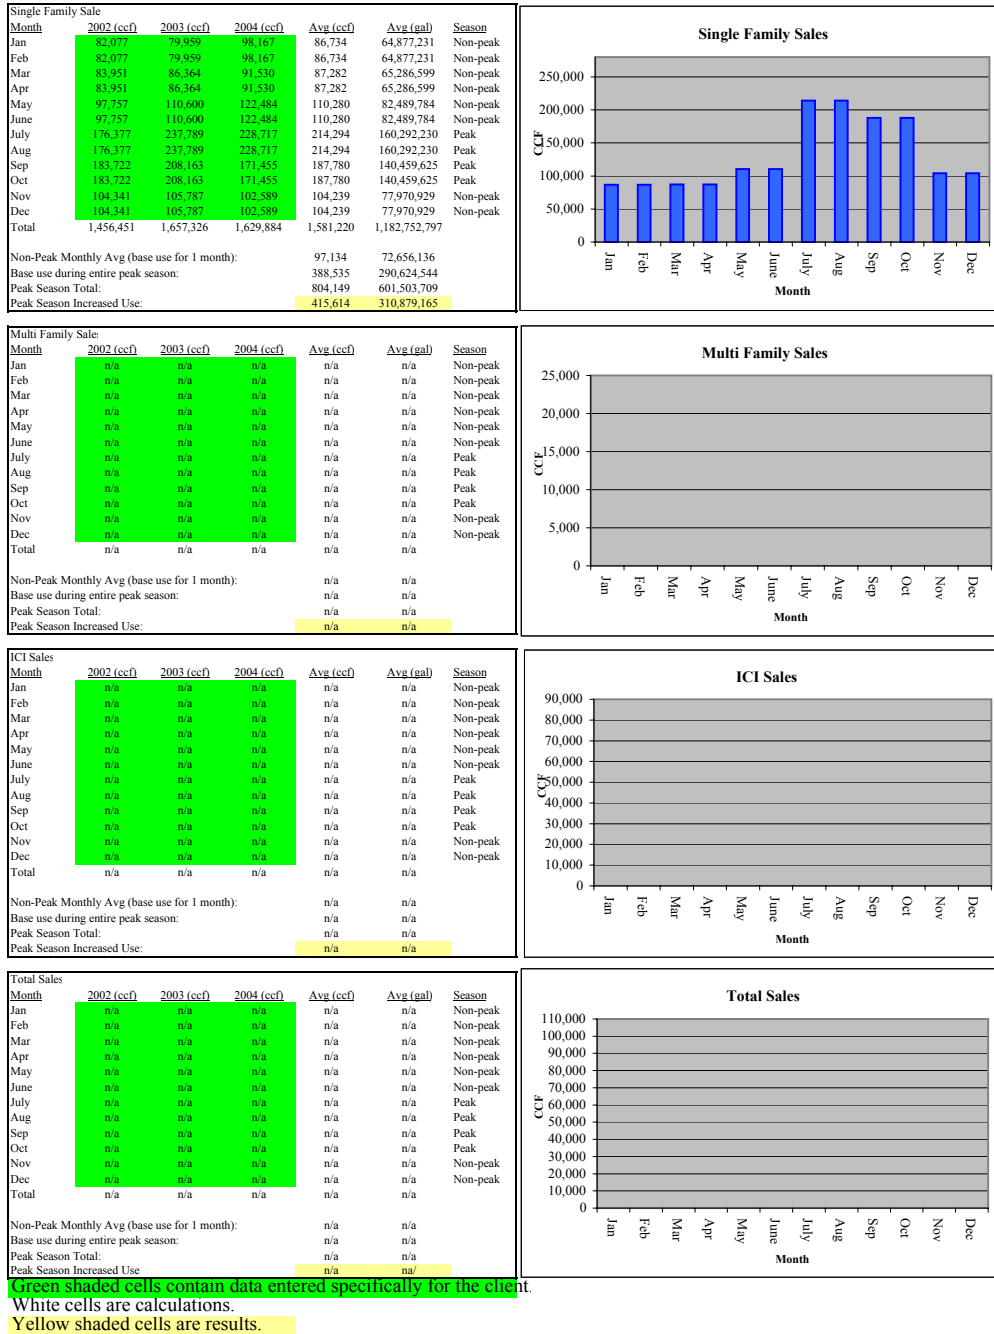 Single Family Sale
Month 2002 (ccf) 2003 (ccf) 2004 (ccf) Avg (ccf) Avg (gal) Season
Jan 82,077 79,959 98,167 86,734 64,877,231 Non-peak
Feb 82,077 79,959 98,167 86,734 64,877,231 Non-peak
Mar 83,951 86,364 91,530 87,282 65,286,599 Non-peak
Apr 83,951 86,364 91,530 87,282 65,286,599 Non-peak
May 97,757 110,600 122,484 110,280 82,489,784 Non-peak
June 97,757 110,600 122,484 110,280 82,489,784 Non-peak
July 176,377 237,789 228,717 214,294 160,292,230 Peak
Aug 176,377 237,789 228,717 214,294 160,292,230 Peak
Sep 183,722 208,163 171,455 187,780 140,459,625 Peak
Oct 183,722 208,163 171,455 187,780 140,459,625 Peak
Nov 104,341 105,787 102,589 104,239 77,970,929 Non-peak
Dec 104,341 105,787 102,589 104,239 77,970,929 Non-peak
Total 1,456,451 1,657,326 1,629,884 1,581,220 1,182,752,797
Non-Peak Monthly Avg (base use for 1 month): 97,134 72,656,136
Base use during entire peak season: 388,535 290,624,544
Peak Season Total: 804,149 601,503,709
Peak Season Increased Use: 415,614 310,879,165
Single Family Sales
250,000
200,000
150,000
100,000
50,000
0
CCF
Jan Feb Mar Apr May June July Aug Sep Oct Nov Dec
Month
Multi Family Sales
Month 2002 (ccf) 2003 (ccf) 2004 (ccf) Avg (ccf) Avg (gal) Season
Jan n/a n/a n/a n/a n/a Non-peak
Feb n/a n/a n/a n/a n/a Non-peak
Mar n/a n/a n/a n/a n/a Non-peak
Apr n/a n/a n/a n/a n/a Non-peak
May n/a n/a n/a n/a n/a Non-peak
June n/a n/a n/a n/a n/a Non-peak
July n/a n/a n/a n/a n/a Peak
Aug n/a n/a n/a n/a n/a Peak
Sep n/a n/a n/a n/a n/a Peak
Oct n/a n/a n/a n/a n/a Peak
Nov n/a n/a n/a n/a n/a Non-peak
Dec n/a n/a n/a n/a n/a Non-peak
Total n/a n/a n/a n/a n/a
Non-Peak Monthly Avg (base use for 1 month): n/a n/a
Base use during entire peak season: n/a n/a
Peak Season Total: n/a n/a
Peak Season Increased Use: n/a n/a
Multi Family Sales
25,000
20,000
15,000
10,000
5,000
0
CCF
Jan Feb Mar Apr May June July Aug Sep Oct Nov Dec
Month
ICI Sales
Month 2002 (ccf) 2003 (ccf) 2004 (ccf) Avg (ccf) Avg (gal) Season
Jan n/a n/a n/a n/a n/a Non-peak
Feb n/a n/a n/a n/a n/a Non-peak
Mar n/a n/a n/a n/a n/a Non-peak
Apr n/a n/a n/a n/a n/a Non-peak
May n/a n/a n/a n/a n/a Non-peak
June n/a n/a n/a n/a n/a Non-peak
July n/a n/a n/a n/a n/a Peak
Aug n/a n/a n/a n/a n/a Peak
Sep n/a n/a n/a n/a n/a Peak
Oct n/a n/a n/a n/a n/a Peak
Nov n/a n/a n/a n/a n/a Non-peak
Dec n/a n/a n/a n/a n/a Non-peak
Total n/a n/a n/a n/a n/a
Non-Peak Monthly Avg (base use for 1 month): n/a n/a
Base use during entire peak season: n/a n/a
Peak Season Total: n/a n/a
Peak Season Increased Use: n/a n/a
ICI Sales
90,000
80,000
70,000
60,000
50,000
40,000
30,000
20,000
10,000
0
CCF
Jan Feb Mar Apr May June July Aug Sep Oct Nov Dec
Month
Total Sales
Month 2002 (ccf) 2003 (ccf) 2004 (ccf) Avg (ccf) Avg (gal) Season
Jan n/a n/a n/a n/a n/a Non-peak
Feb n/a n/a n/a n/a n/a Non-peak
Mar n/a n/a n/a n/a n/a Non-peak
Apr n/a n/a n/a n/a n/a Non-peak
May n/a n/a n/a n/a n/a Non-peak
June n/a n/a n/a n/a n/a Non-peak
July n/a n/a n/a n/a n/a Peak
Aug n/a n/a n/a n/a n/a Peak
Sep n/a n/a n/a n/a n/a Peak
Oct n/a n/a n/a n/a n/a Peak
Nov n/a n/a n/a n/a n/a Non-peak
Dec n/a n/a n/a n/a n/a Non-peak
Total n/a n/a n/a n/a n/a
Non-Peak Monthly Avg (base use for 1 month): n/a n/a
Base use during entire peak season: n/a n/a
Peak Season Total: n/a n/a
Peak Season Increased Use n/a na/
Total Sales
110,000
100,000
90,000
80,000
70,000
60,000
50,000
40,000
30,000
20,000
10,000
0
CCF
Jan Feb Mar Apr May June July Aug Sep Oct Nov Dec
Month
Green shaded cells contain data entered specifically for the client.
White cells are calculations.
Yellow shaded cells are results.